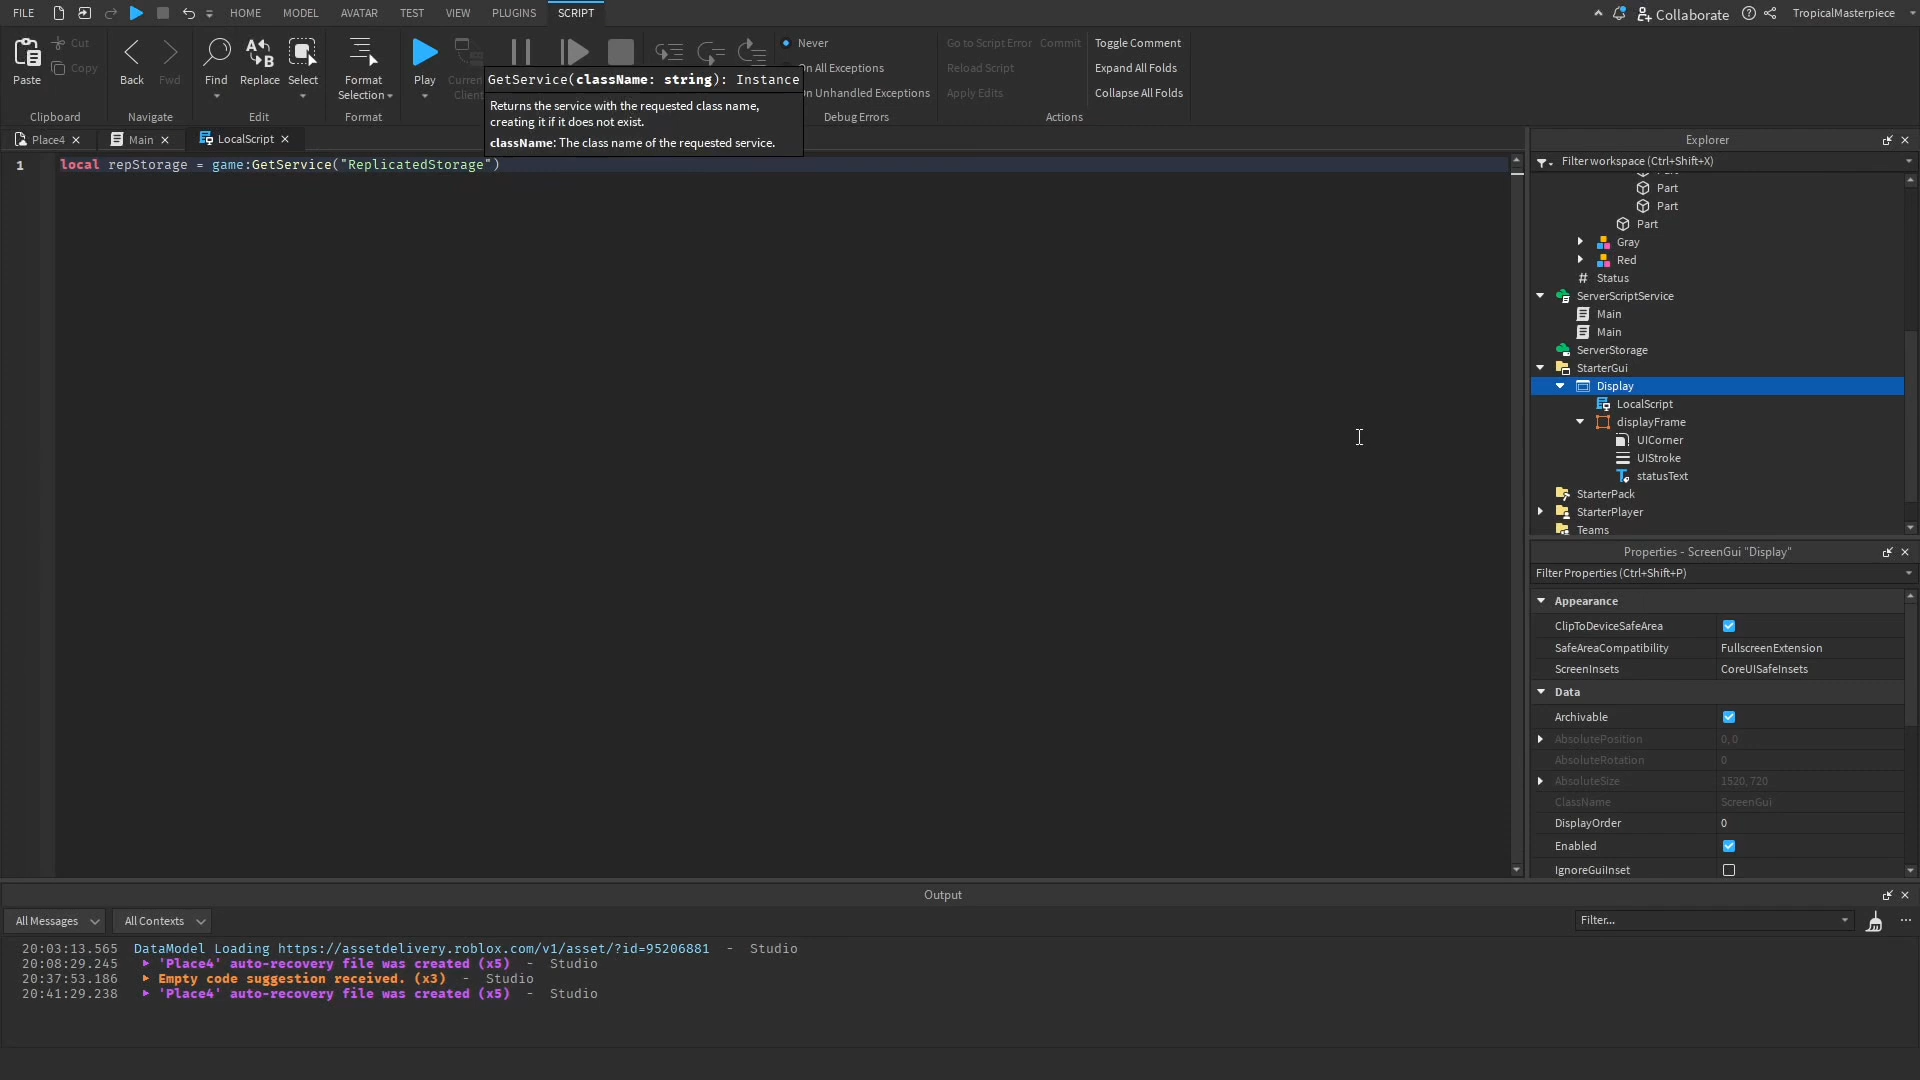 FILE HOME MODEL AVATAR TEST VIEW PLUGINS SCRIPT Collaborate TropicalMasterpiece
Paste Cut Copy Clipboard
Back Fwd Navigate
Find Replace Select Edit
Format Selection Format
Play
Never
On All Exceptions
On Unhandled Exceptions
Debug Errors
Go to Script Error Commit
Reload Script
Apply Edits
Toggle Comment
Expand All Folds
Collapse All Folds
Actions
GetService(className: string): Instance
Returns the service with the requested class name,
creating it if it does not exist.
className: The class name of the requested service.
Place4 Main LocalScript
1 local repStorage = game:GetService("ReplicatedStorage")
Explorer
Filter workspace (Ctrl+Shift+X)
Part
Part
Part
Gray
Red
# Status
ServerScriptService
Main
Main
ServerStorage
StarterGui
Display
LocalScript
displayFrame
UICorner
UIStroke
statusText
StarterPack
StarterPlayer
Teams
Properties - ScreenGui "Display"
Filter Properties (Ctrl+Shift+P)
Appearance
ClipToDeviceSafeArea
SafeAreaCompatibility FullscreenExtension
ScreenInsets CoreUISafeInsets
Data
Archivable
AbsolutePosition 0, 0
AbsoluteRotation 0
AbsoluteSize 1520, 720
ClassName ScreenGui
DisplayOrder 0
Enabled
IgnoreGuiInset
Output
All Messages All Contexts Filter...
20:03:13.565 DataModel Loading https://assetdelivery.roblox.com/v1/asset/?id=95206881 - Studio
20:08:29.245 'Place4' auto-recovery file was created (x5) - Studio
20:37:53.186 Empty code suggestion received. (x3) - Studio
20:41:29.238 'Place4' auto-recovery file was created (x5) - Studio